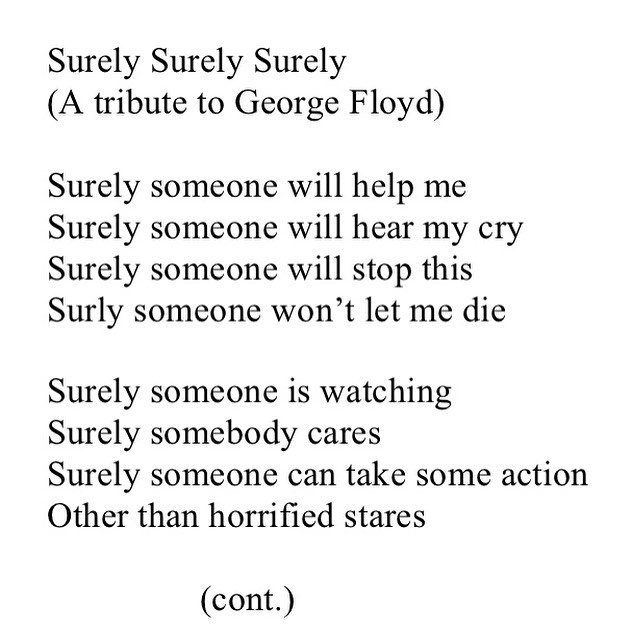 Surely Surely Surely
(A tribute to George Floyd)
Surely someone will help me
Surely someone will hear my cry
Surely someone will stop this
Surly someone won’t let me die
Surely someone is watching
Surely somebody cares
Surely someone can take some action
Other than horrified stares
(cont.)